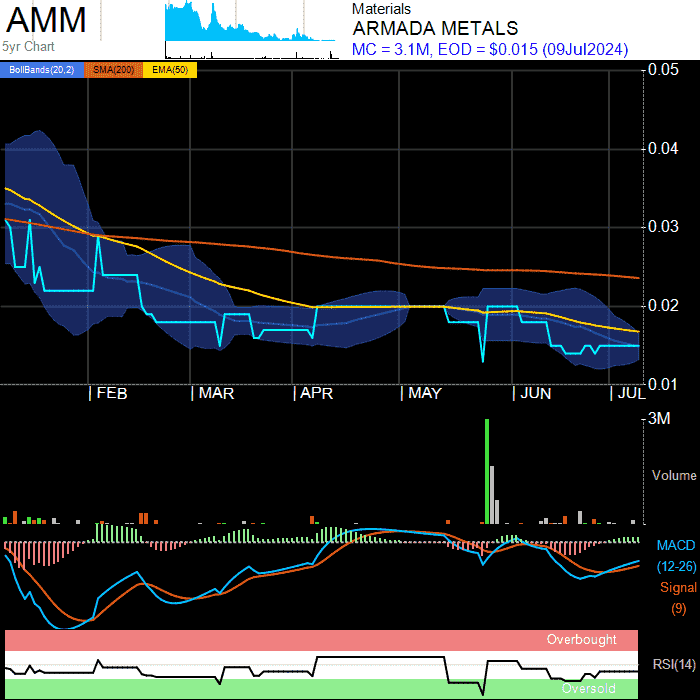 AMM
5yr Chart
Materials
ARMADA METALS
MC = 3.1M, EOD = $0.015 (09Jul2024)
BollBands(20,2) SMA(200) EMA(50)
0.05
0.04
0.03
0.02
0.01
FEB MAR APR MAY JUN JUL
3M
Volume
MACD
(12-26)
Signal
(9)
Overbought
RSI(14)
Oversold